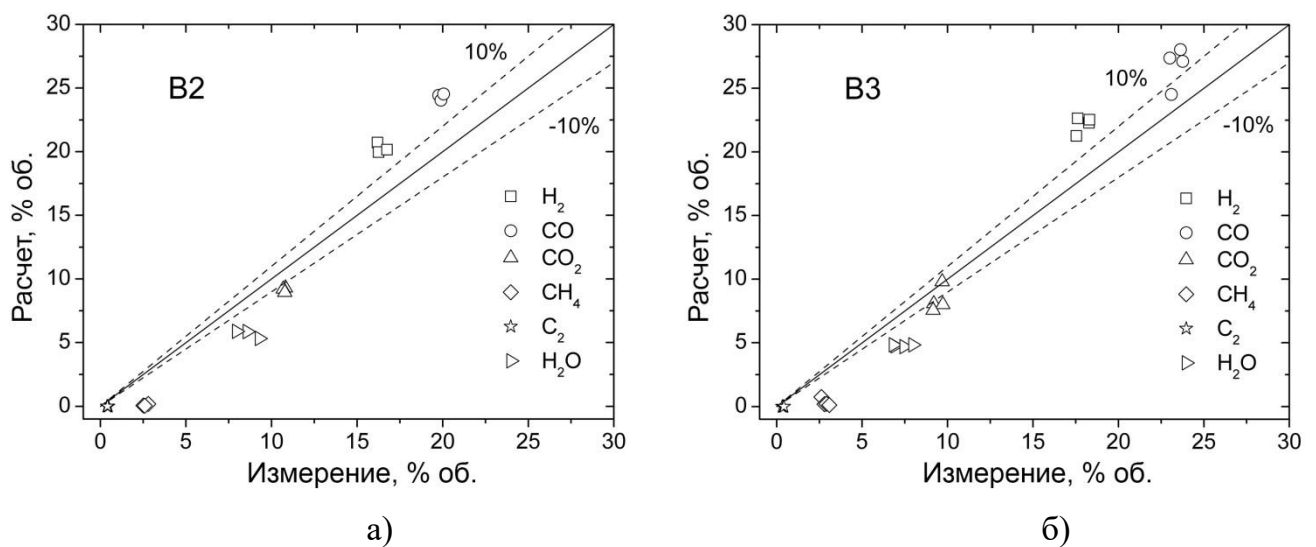 30
25
20
15
10
5
0
Расчет, % об.
B2
10%
-10%
H2
CO
CO2
CH4
C2
H2O
0 5 10 15 20 25 30
Измерение, % об.
а)
30
25
20
15
10
5
0
Расчет, % об.
B3
10%
-10%
H2
CO
CO2
CH4
C2
H2O
0 5 10 15 20 25 30
Измерение, % об.
б)